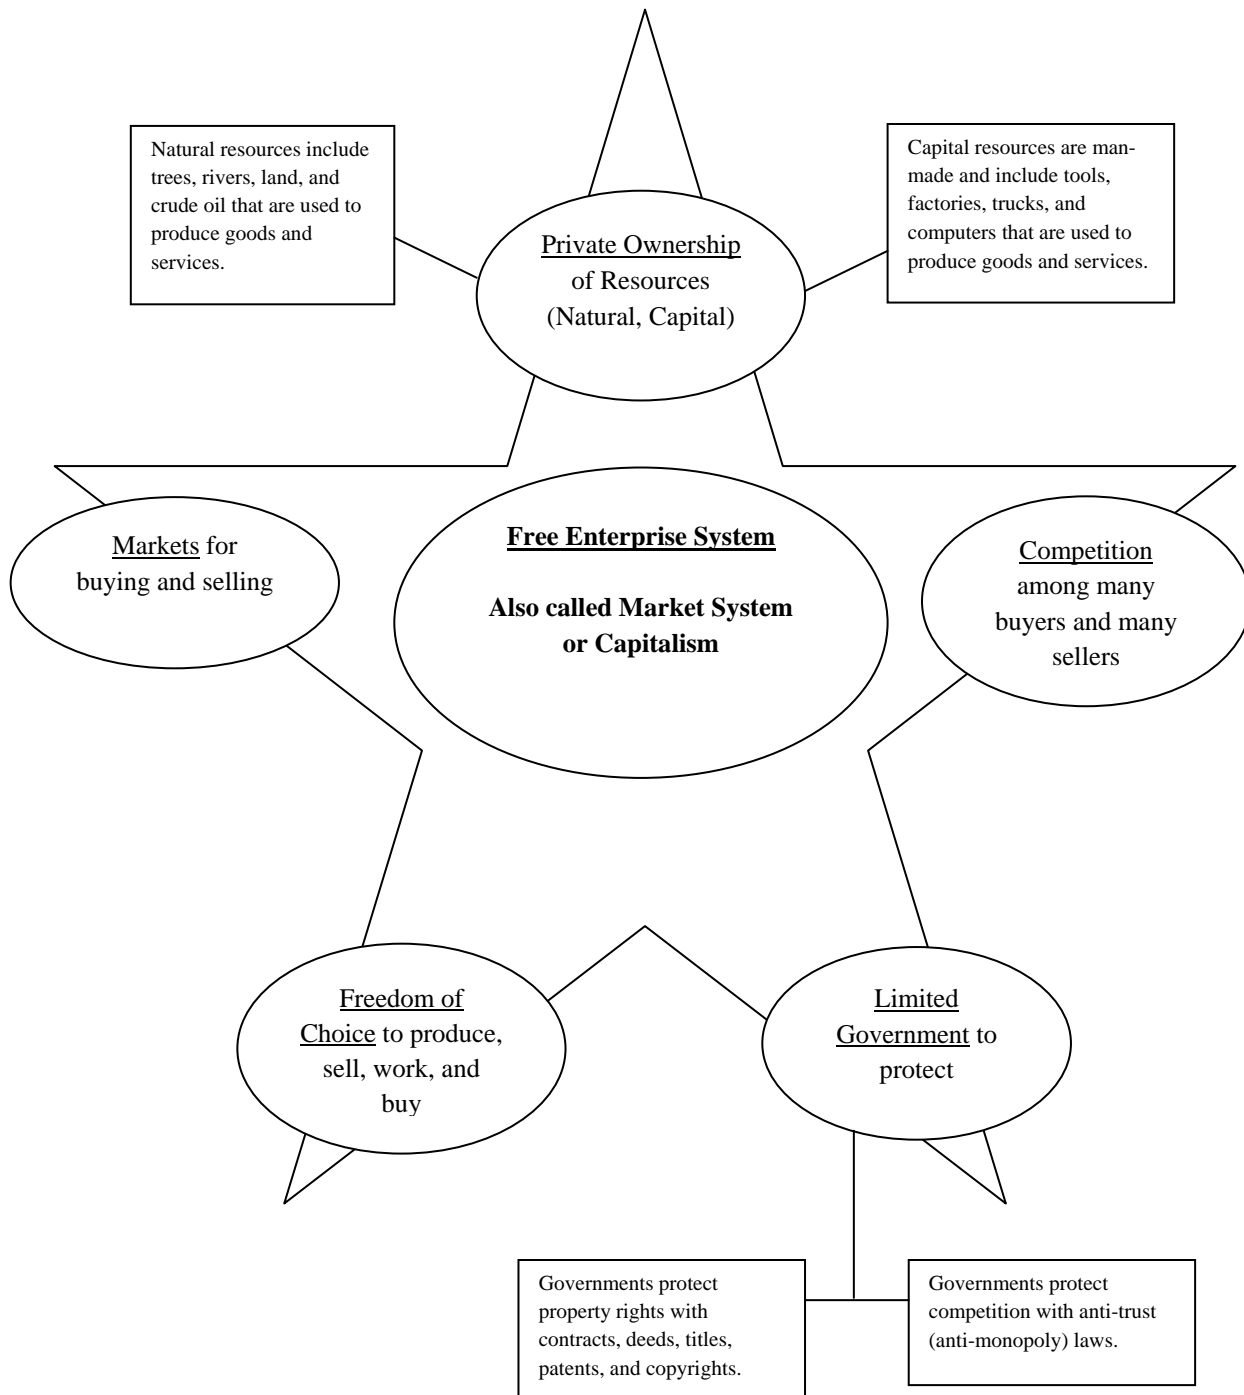 Natural resources include
trees, rivers, land, and
crude oil that are used to
produce goods and
services.
Capital resources are man-
made and include tools,
factories, trucks, and
computers that are used to
produce goods and services.
Private Ownership
of Resources
(Natural, Capital)
Markets for
buying and selling
Free Enterprise System
Also called Market System
or Capitalism
Competition
among many
buyers and many
sellers
Freedom of
Choice to produce,
sell, work, and
buy
Limited
Government to
protect
Governments protect
property rights with
contracts, deeds, titles,
patents, and copyrights.
Governments protect
competition with anti-trust
(anti-monopoly) laws.